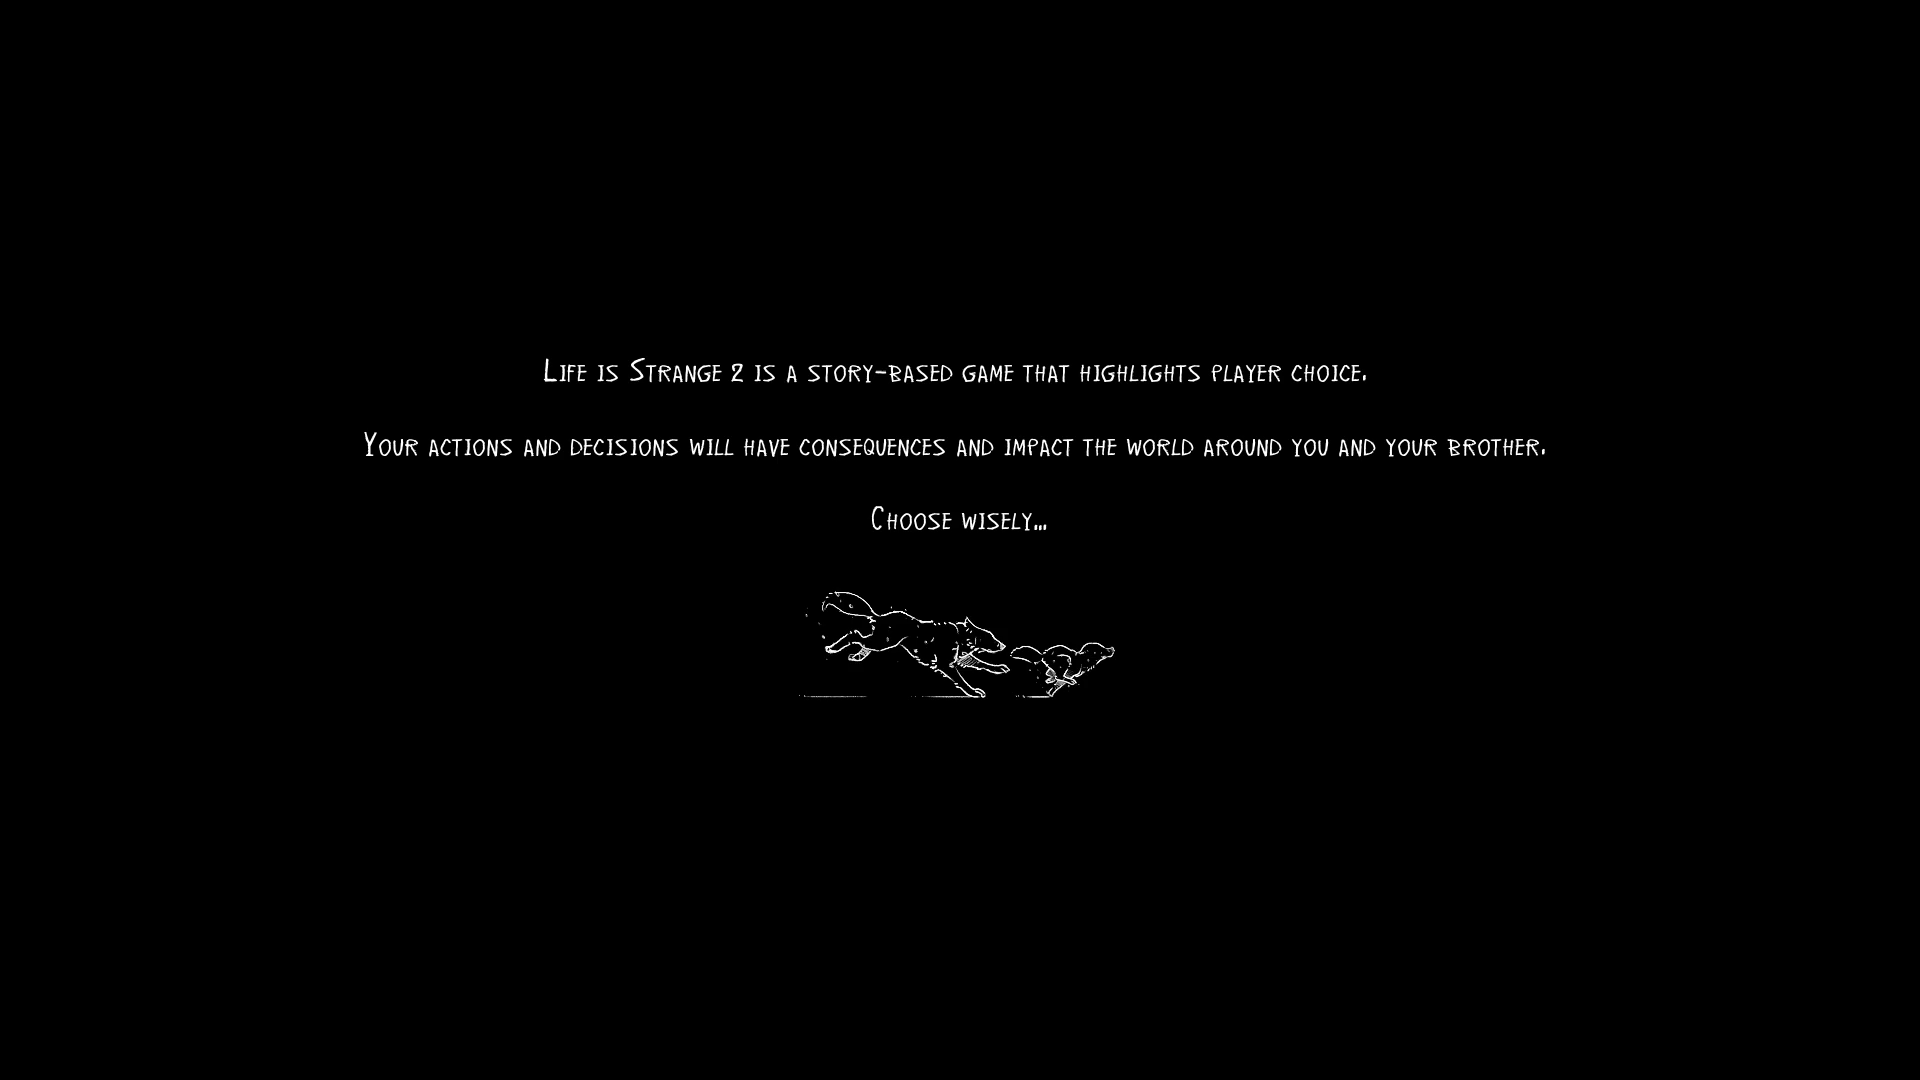 Life is Strange 2 is a story-based game that highlights player choice.
Your actions and decisions will have consequences and impact the world around you and your brother.
Choose wisely...